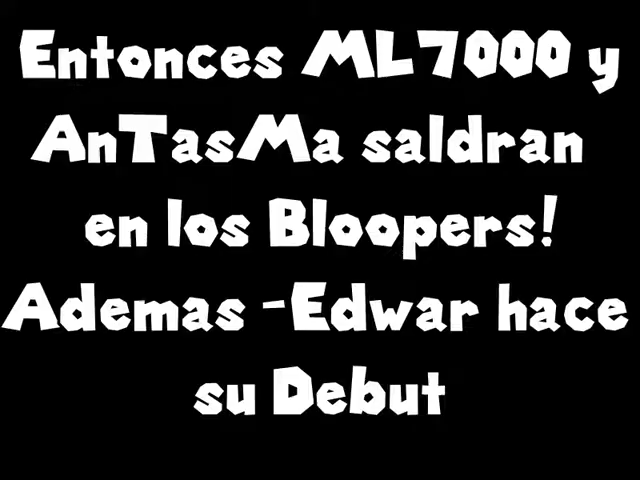 Entonces ML7000 y
AnTasMa saldran
en los Bloopers!
Ademas -Edwar hace
su Debut